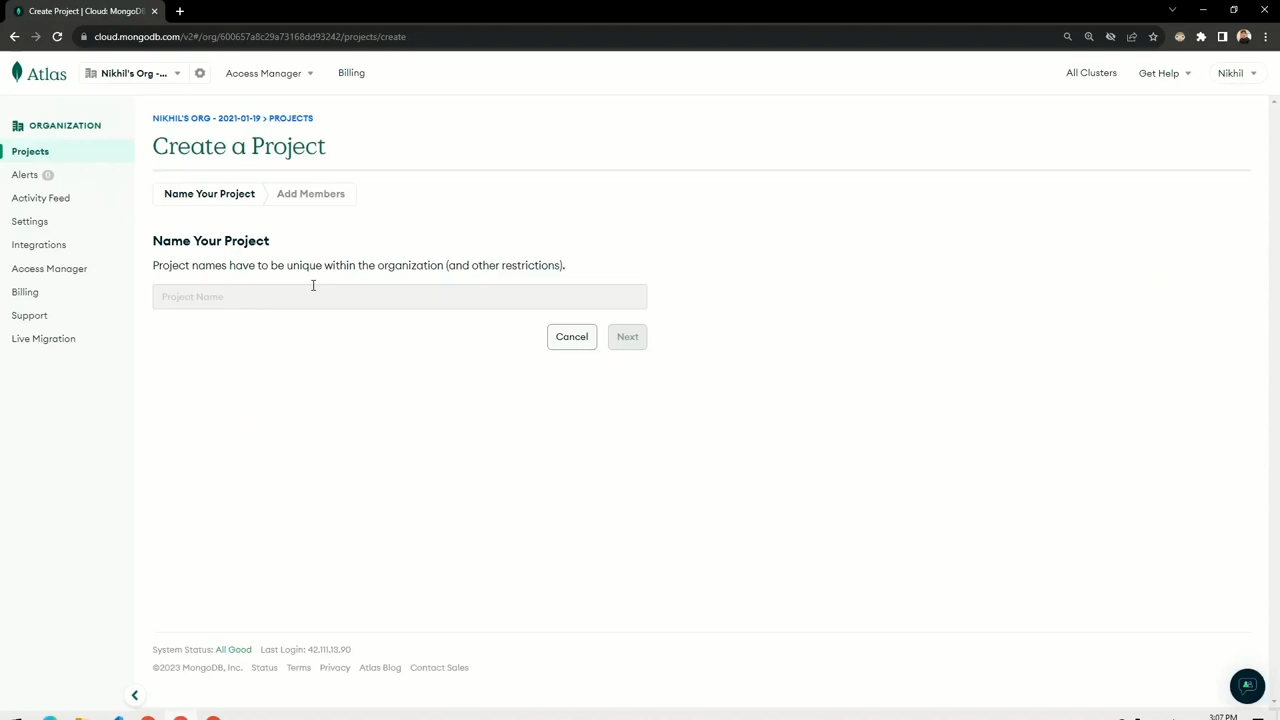 Create Project | Cloud: MongoDB
cloud.mongodb.com/v2#/org/600657a8c29a73168dd93242/projects/create
Atlas
Nikhil's Org -...
Access Manager
Billing
All Clusters
Get Help
Nikhil
ORGANIZATION
Projects
Alerts 0
Activity Feed
Settings
Integrations
Access Manager
Billing
Support
Live Migration
NIKHIL'S ORG - 2021-01-19 > PROJECTS
Create a Project
Name Your Project
Add Members
Name Your Project
Project names have to be unique within the organization (and other restrictions).
Project Name
Cancel
Next
System Status: All Good Last Login: 42.111.13.90
©2023 MongoDB, Inc. Status Terms Privacy Atlas Blog Contact Sales
3:07 PM